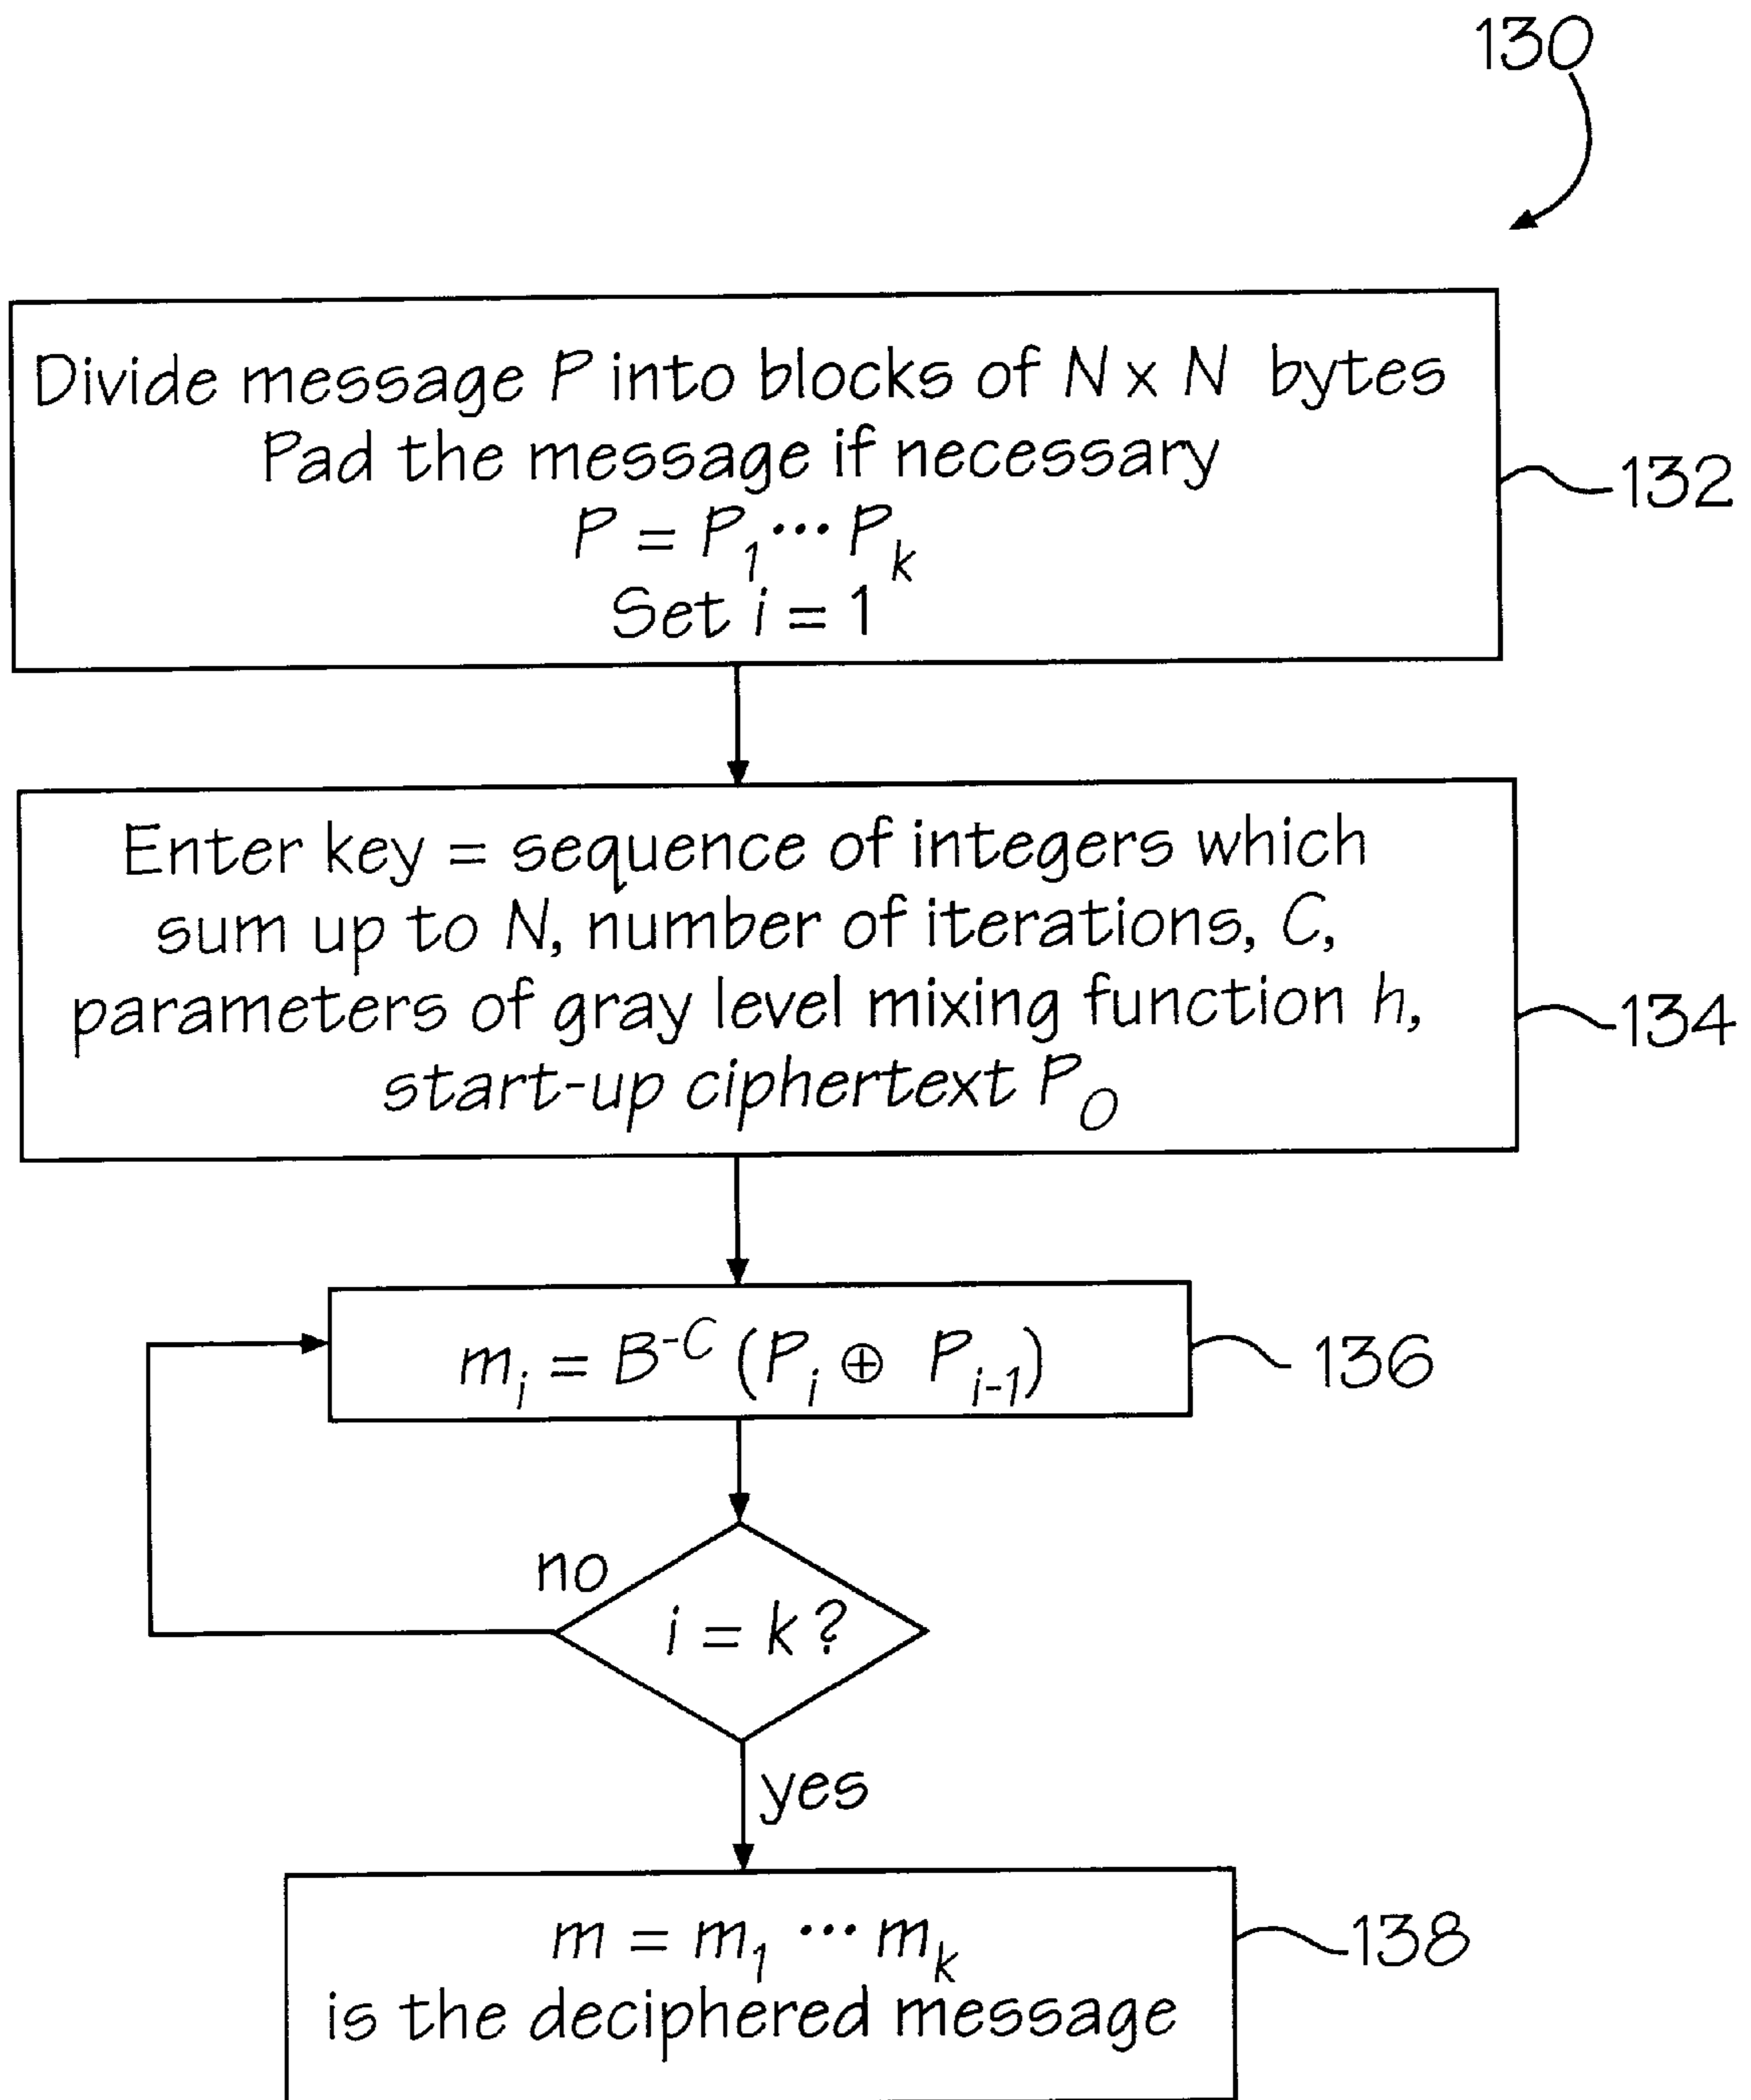 130
Divide message P into blocks of N x N bytes
Pad the message if necessary
P = P₁ ··· Pₖ
Set i = 1
132
Enter key = sequence of integers which
sum up to N, number of iterations, C,
parameters of gray level mixing function h,
start-up ciphertext P₀
134
mᵢ = B⁻ᶜ (Pᵢ ⊕ Pᵢ₋₁)
136
no
i = k?
yes
m = m₁ ··· mₖ
is the deciphered message
138